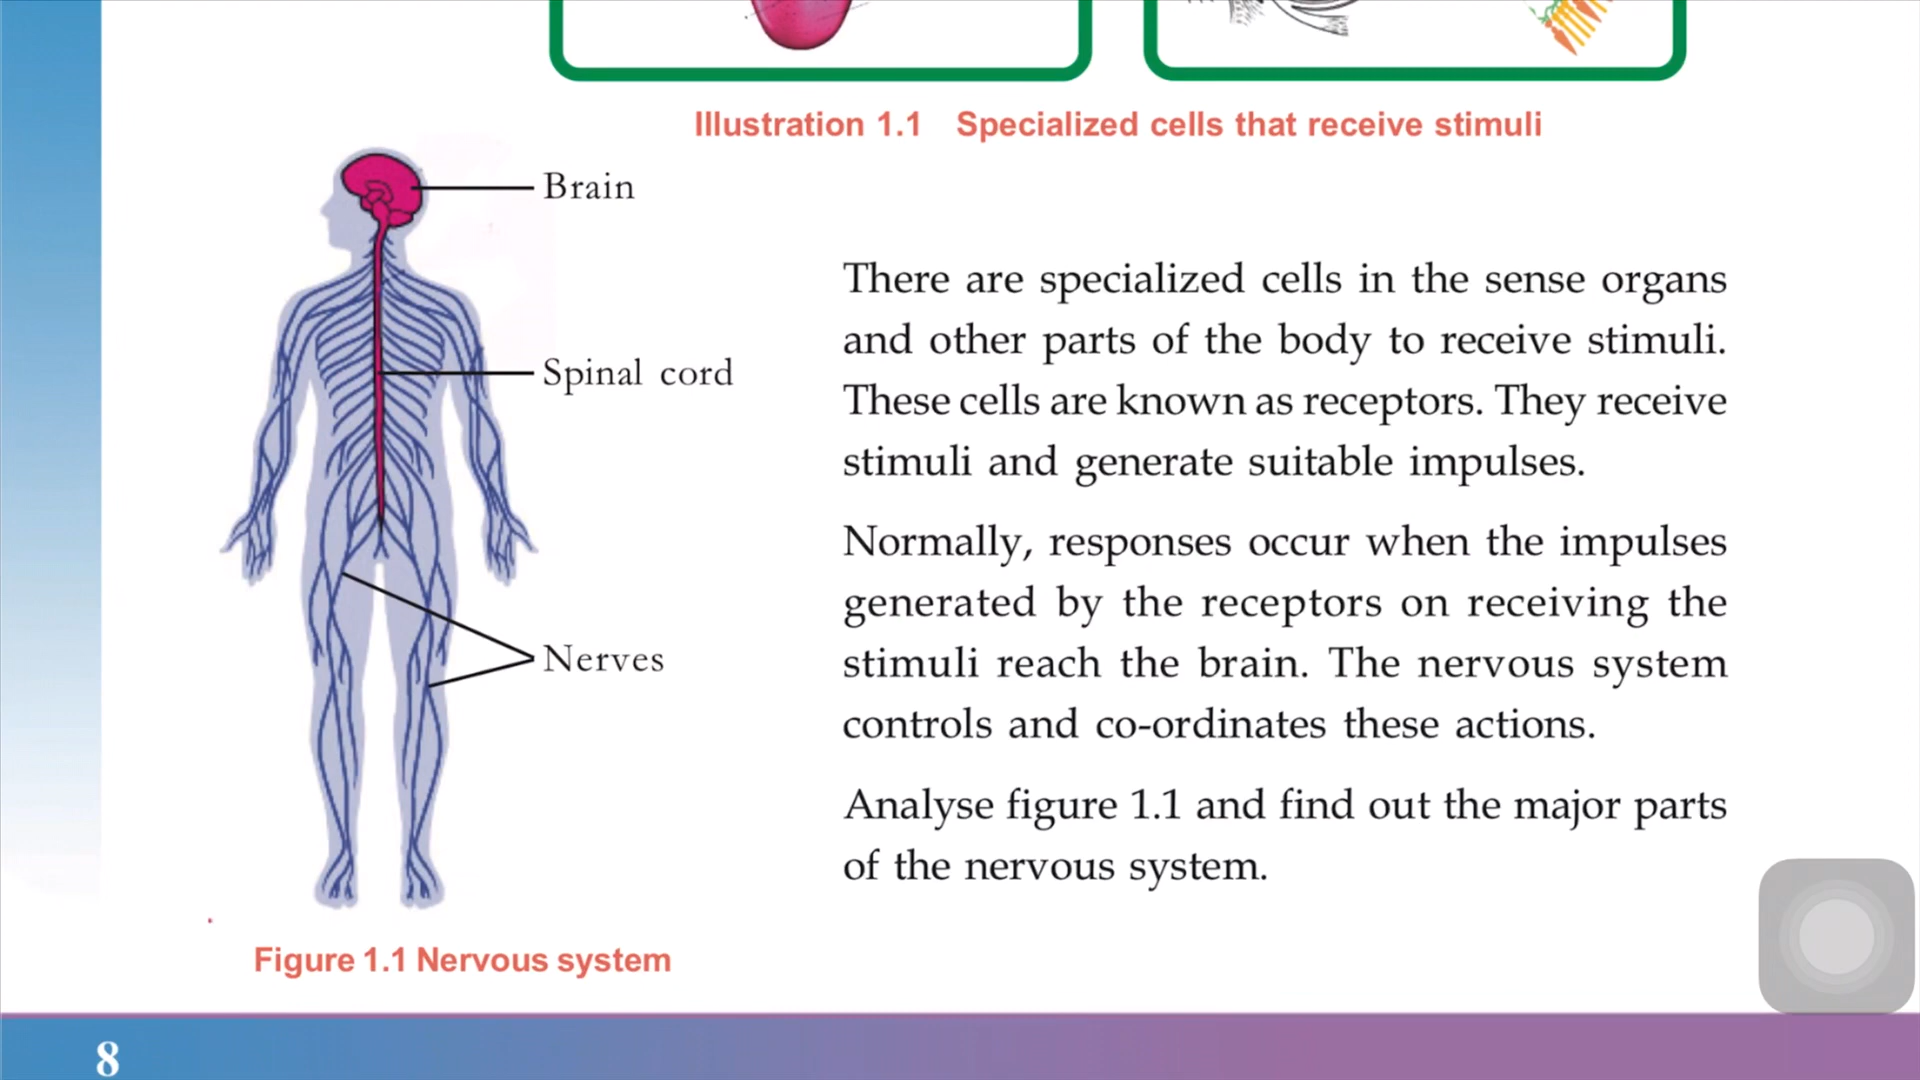 Illustration 1.1 Specialized cells that receive stimuli
Brain
Spinal cord
Nerves
Figure 1.1 Nervous system
There are specialized cells in the sense organs
and other parts of the body to receive stimuli.
These cells are known as receptors. They receive
stimuli and generate suitable impulses.
Normally, responses occur when the impulses
generated by the receptors on receiving the
stimuli reach the brain. The nervous system
controls and co-ordinates these actions.
Analyse figure 1.1 and find out the major parts
of the nervous system.
8